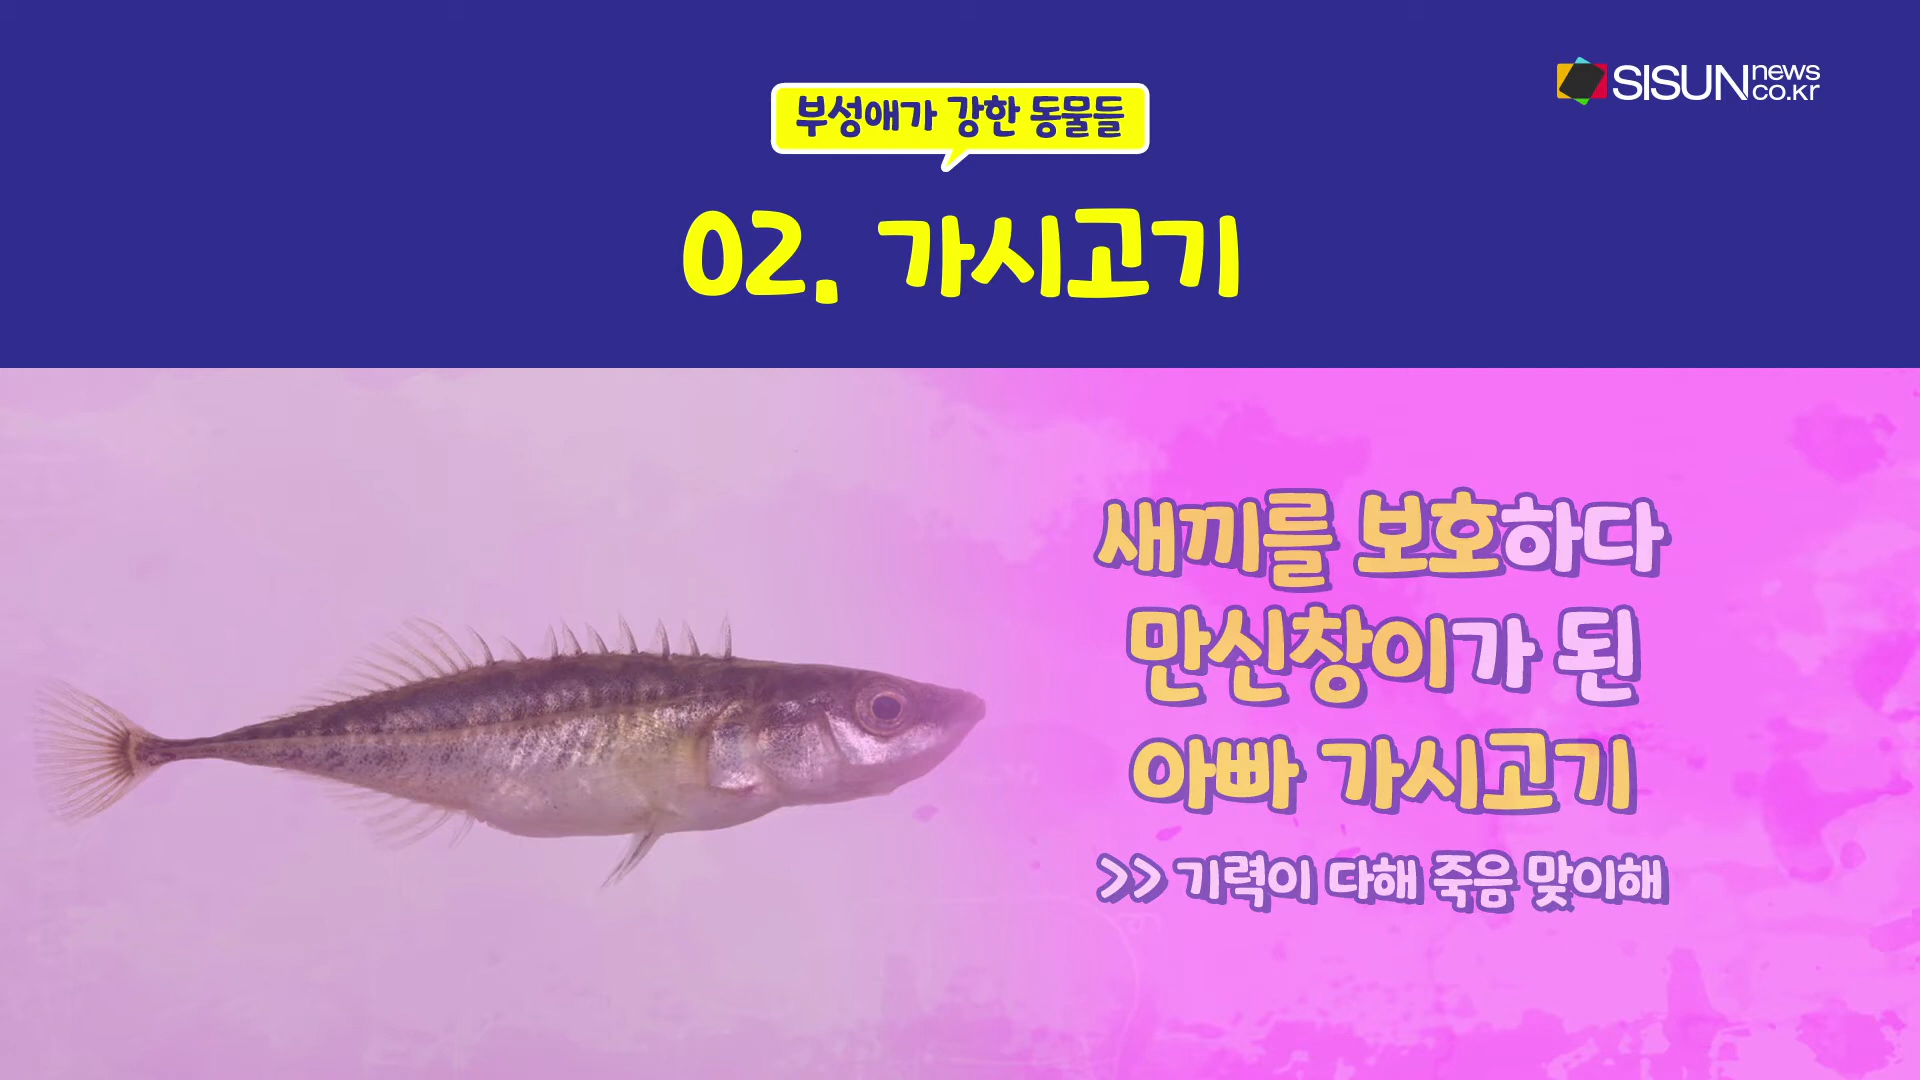 SISUN news co.kr
부성애가 강한 동물들
02. 가시고기
새끼를 보호하다
만신창이가 된
아빠 가시고기
>> 기력이 다해 죽음 맞이해